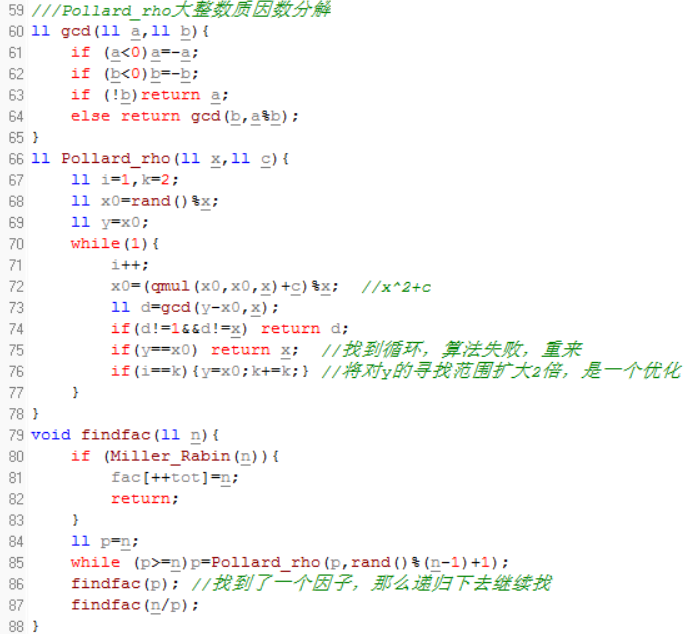 59 ///Pollard_rho大整数质因数分解
60 ll gcd(ll a,ll b){
61     if (a<0)a=-a;
62     if (b<0)b=-b;
63     if (!b)return a;
64     else return gcd(b,a%b);
65 }
66 ll Pollard_rho(ll x,ll c){
67     ll i=1,k=2;
68     ll x0=rand()%x;
69     ll y=x0;
70     while(1){
71         i++;
72         x0=(qmul(x0,x0,x)+c)%x;  //x^2+c
73         ll d=gcd(y-x0,x);
74         if(d!=1&&d!=x) return d;
75         if(y==x0) return x;  //找到循环，算法失败，重来
76         if(i==k){y=x0;k+=k;} //将对y的寻找范围扩大2倍，是一个优化
77     }
78 }
79 void findfac(ll n){
80     if (Miller_Rabin(n)){
81         fac[++tot]=n;
82         return;
83     }
84     ll p=n;
85     while (p>=n)p=Pollard_rho(p,rand()%(n-1)+1);
86     findfac(p); //找到了一个因子，那么递归下去继续找
87     findfac(n/p);
88 }